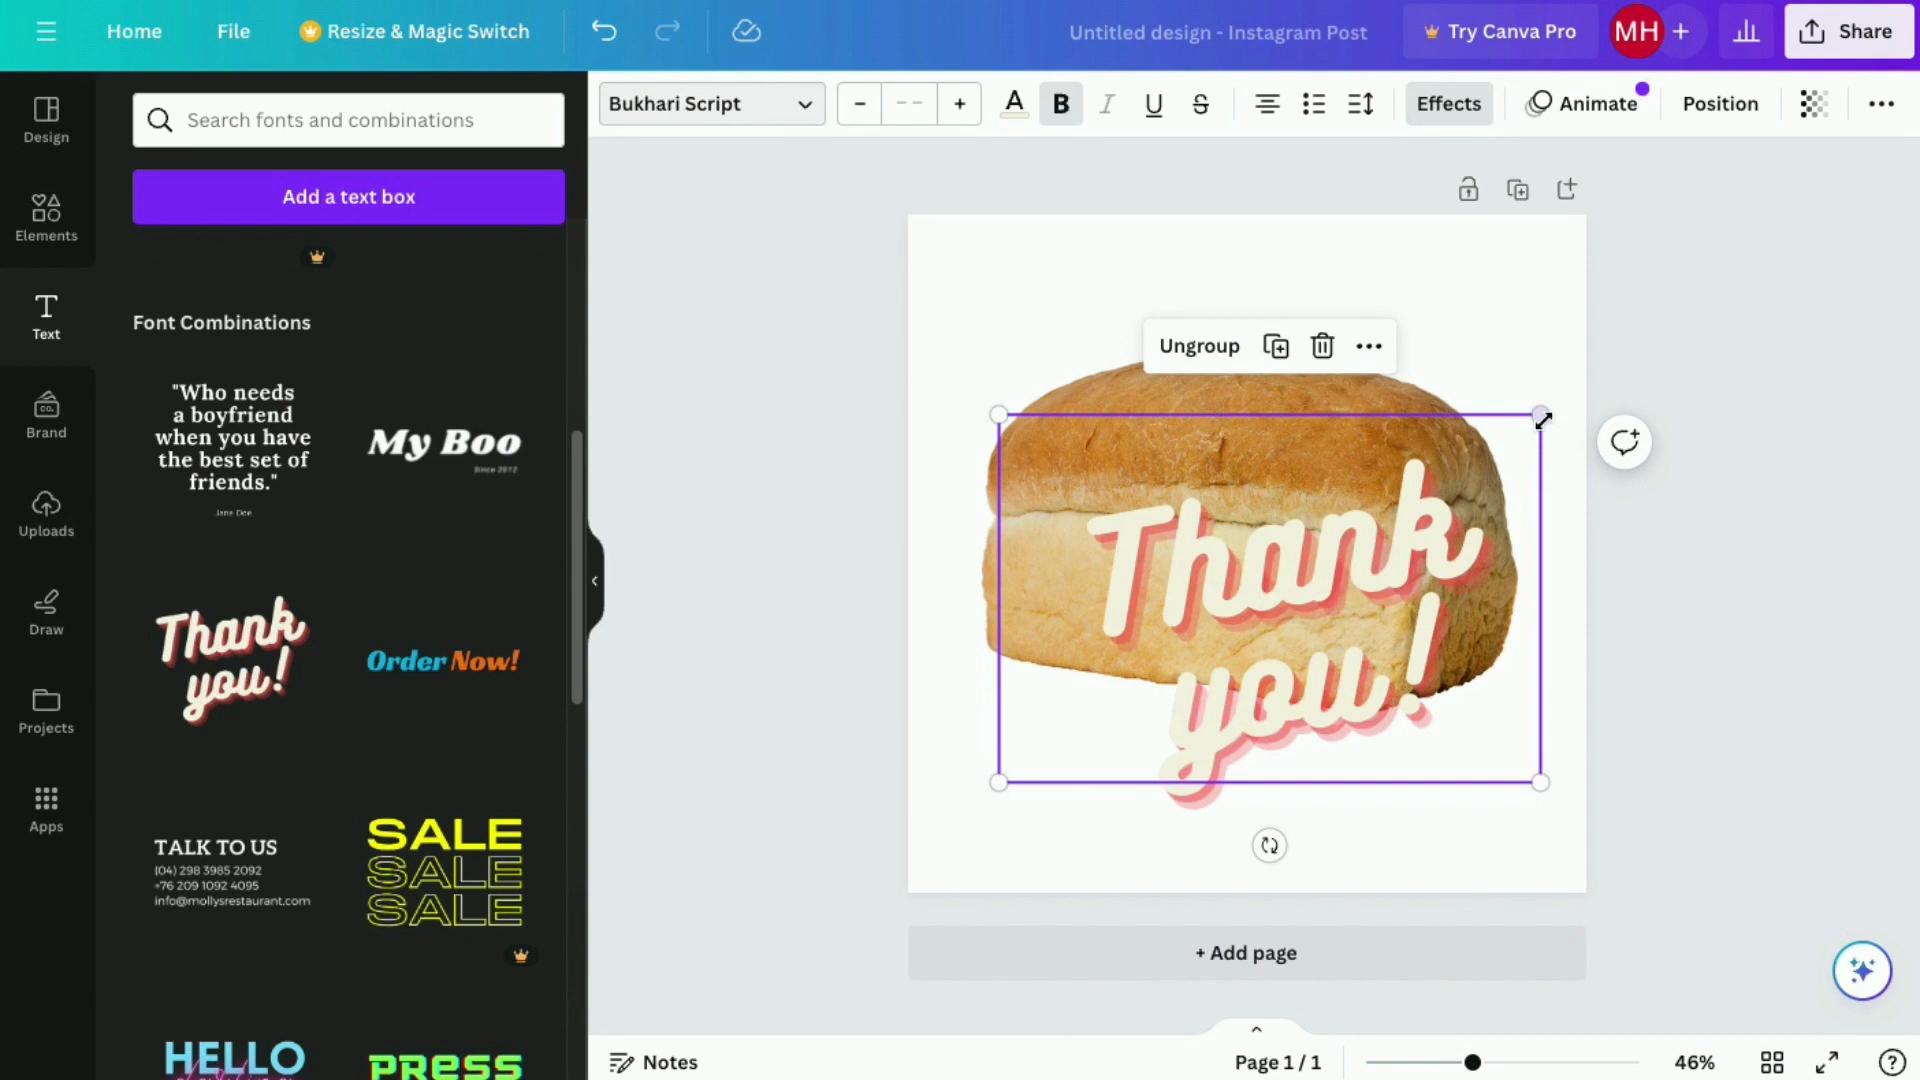 Home
File
Resize & Magic Switch
Untitled design - Instagram Post
Try Canva Pro
MH
Share
Design
Elements
Text
Brand
co.
Uploads
Draw
Projects
Apps
Search fonts and combinations
Add a text box
Font Combinations
"Who needs
a boyfriend
when you have
the best set of
friends."
Jane Doe
My Boo
Since 2012
Thank
you!
Order Now!
TALK TO US
(04) 298 3985 2092
+76 209 1092 4095
info@mollysrestaurant.com
SALE
SALE
SALE
HELLO
PRESS
Bukhari Script
- -
A
B
I
U
S
Effects
Animate
Position
Ungroup
Thank
you!
+ Add page
Notes
Page 1 / 1
46%